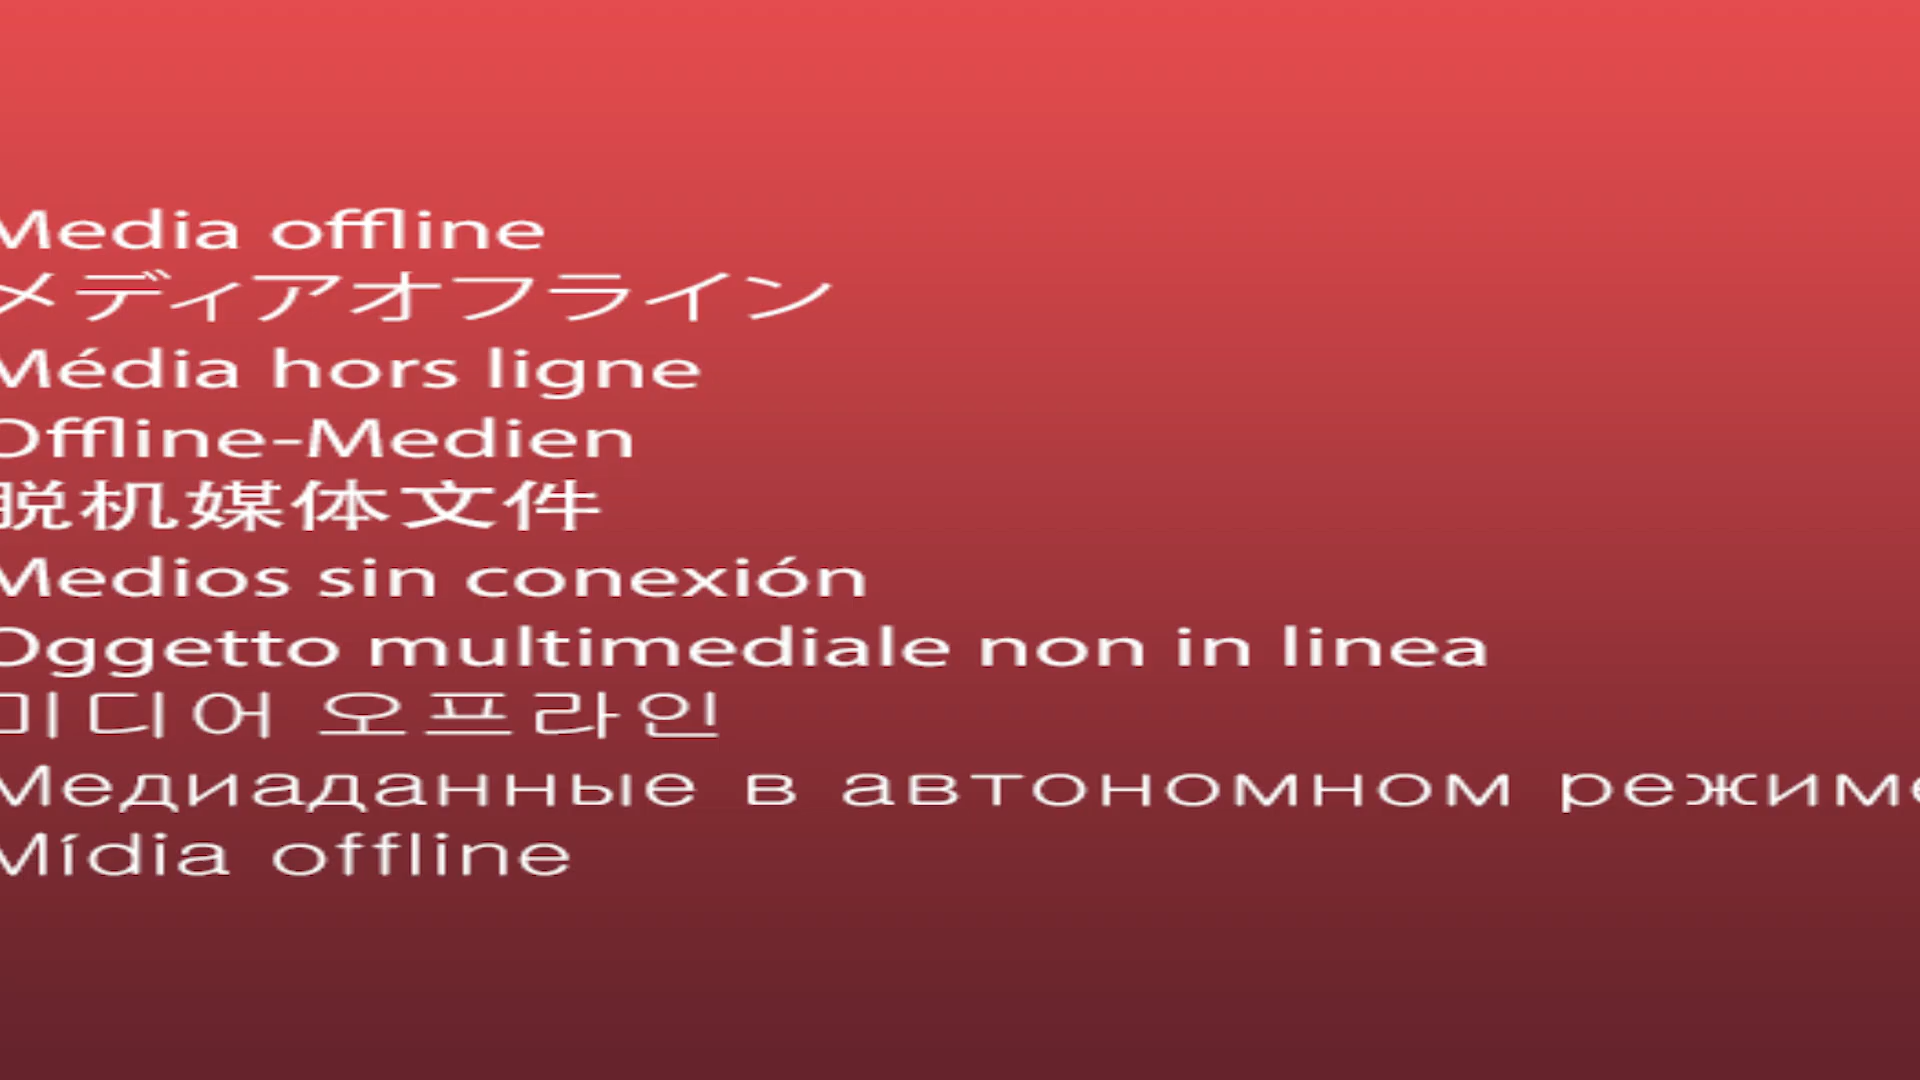 Media offline
メディアオフライン
Média hors ligne
Offline-Medien
脱机媒体文件
Medios sin conexión
Oggetto multimediale non in linea
미디어 오프라인
Медиаданные в автономном режиме
Mídia offline